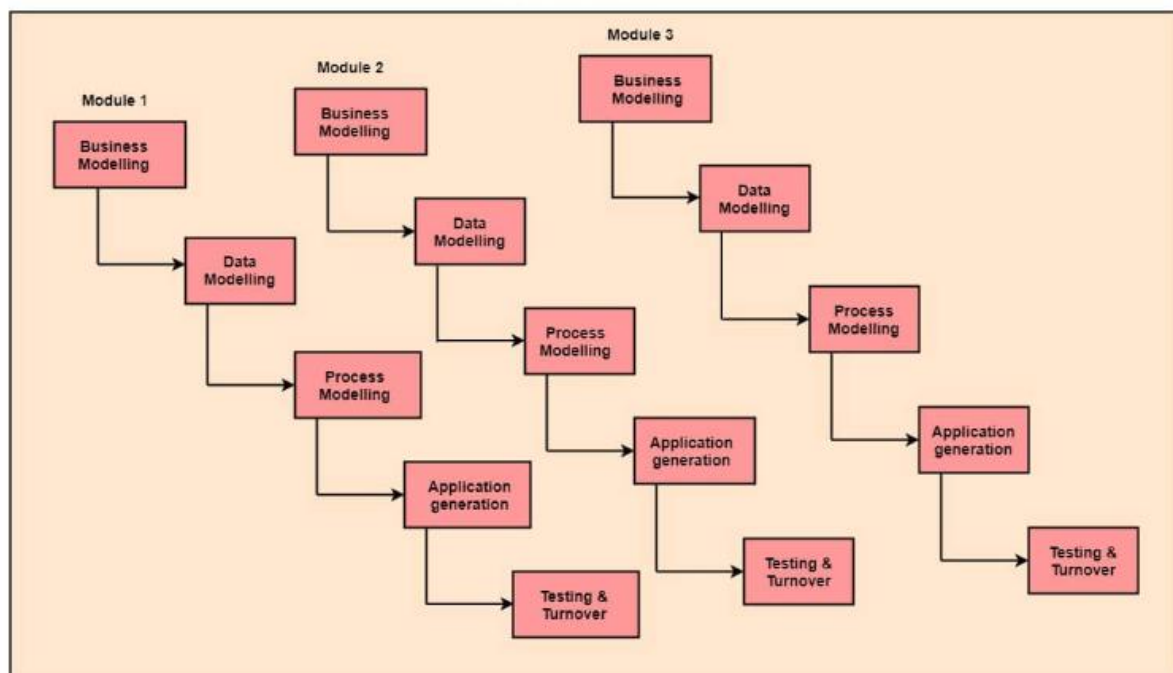 Module 1
Business
Modelling
Data
Modelling
Process
Modelling
Application
generation
Testing &
Turnover
Module 2
Business
Modelling
Data
Modelling
Process
Modelling
Application
generation
Testing &
Turnover
Module 3
Business
Modelling
Data
Modelling
Process
Modelling
Application
generation
Testing &
Turnover